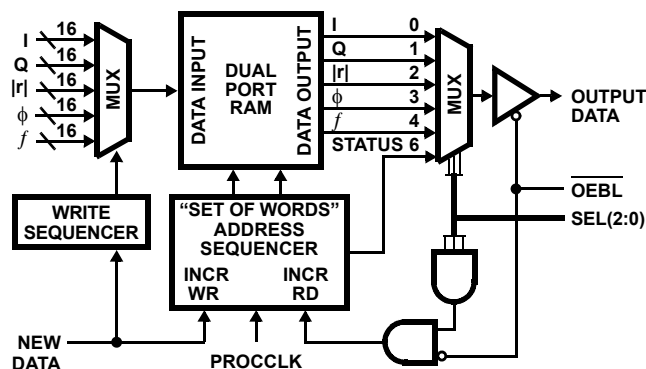 I 16
Q 16
|r| 16
ϕ 16
f 16
MUX
DATA INPUT
DUAL
PORT
RAM
DATA OUTPUT
I 0
Q 1
|r| 2
ϕ 3
f 4
STATUS 6
MUX
OUTPUT
DATA
OEBL
SEL(2:0)
WRITE
SEQUENCER
“SET OF WORDS”
ADDRESS
SEQUENCER
INCR
WR
INCR
RD
NEW
DATA
PROCCLK